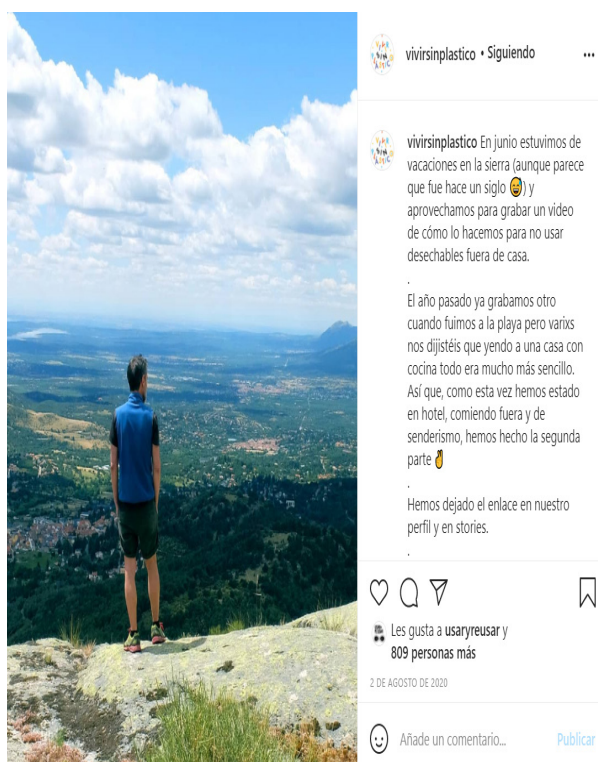 vivirsinplastico • Siguiendo
vivirsinplastico En junio estuvimos de
vacaciones en la sierra (aunque parece
que fue hace un siglo 😅) y
aprovechamos para grabar un video
de cómo lo hacemos para no usar
desechables fuera de casa.
.
El año pasado ya grabamos otro
cuando fuimos a la playa pero varixs
nos dijistéis que yendo a una casa con
cocina todo era mucho más sencillo.
Así que, como esta vez hemos estado
en hotel, comiendo fuera y de
senderismo, hemos hecho la segunda
parte ✌
.
Hemos dejado el enlace en nuestro
perfil y en stories.
.
Les gusta a usaryreusar y
809 personas más
2 DE AGOSTO DE 2020
Añade un comentario... Publicar